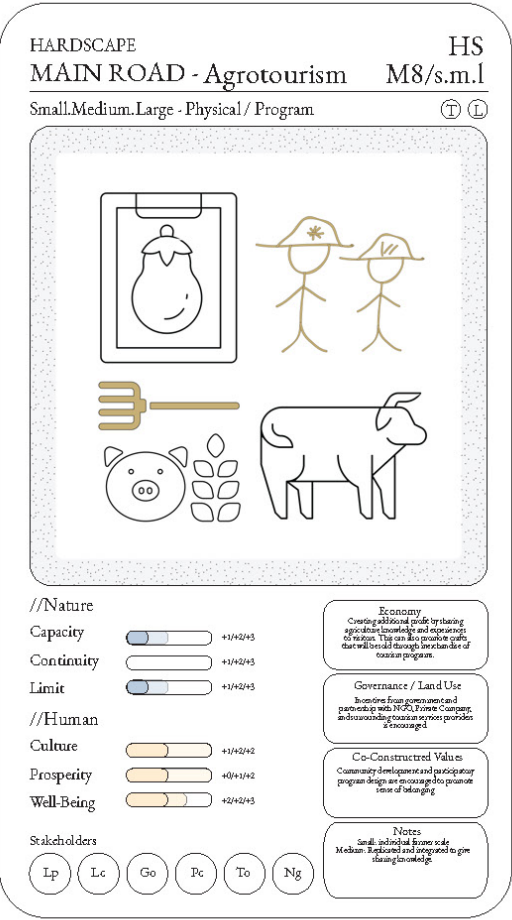 HARDSCAPE
HS
MAIN ROAD - Agrotourism
M8/s.m.l
Small.Medium.Large - Physical / Program
T L
//Nature
Capacity +1/+2/+3
Continuity +1/+2/+3
Limit +1/+2/+3
//Human
Culture +1/+2/+2
Prosperity +0/+1/+2
Well-Being +2/+2/+3
Stakeholders
Lp Lc Go Pc To Ng
Economy
Creating additional profit by sharing
agriculture knowledge and experiences
to visitors. This can also promote crafts
that will be sold through merchandise of
tourism programs.
Governance / Land Use
Incentives from government and
partnership with NGO, Private Company,
and surrounding tourism services providers
is encouraged.
Co-Constructred Values
Community development and participatory
program design are encouraged to promote
sense of belonging
Notes
Small: individual farmer scale
Medium: Replicated and integrated to give
sharing knowledge.